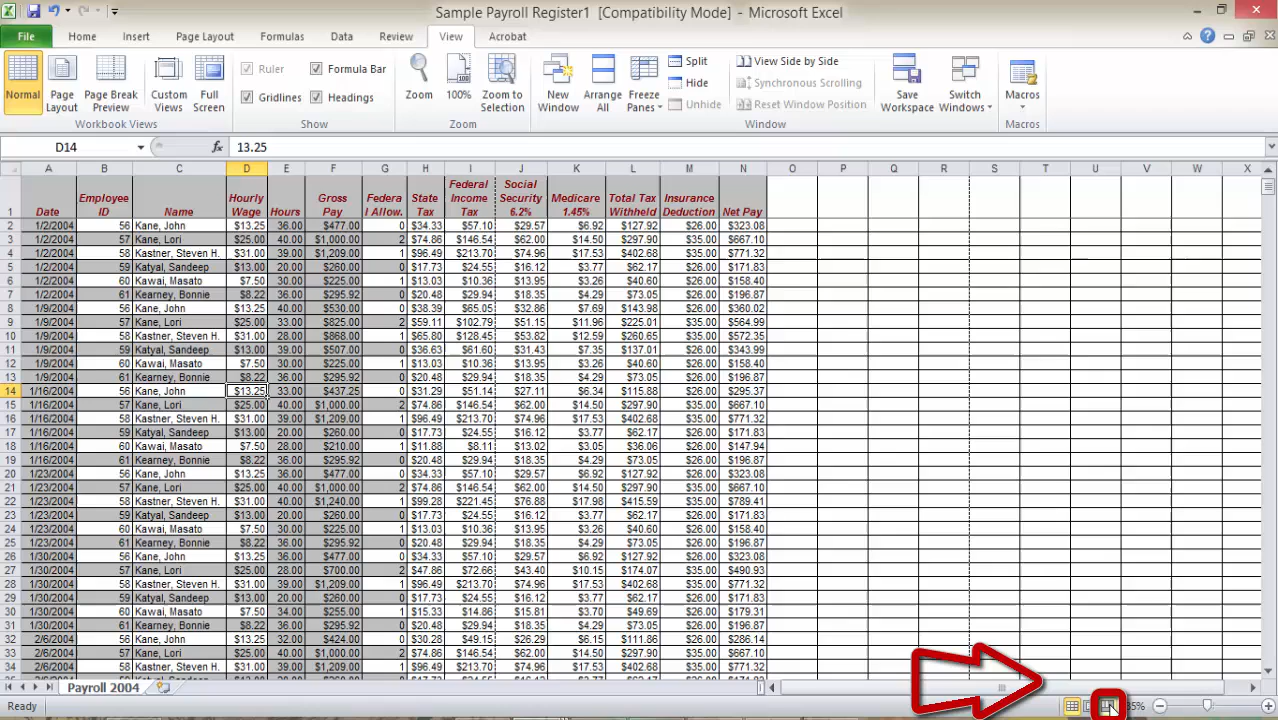 Sample Payroll Register1 [Compatibility Mode] - Microsoft Excel
File Home Insert Page Layout Formulas Data Review View Acrobat
Normal Page Layout Page Break Preview Custom Views Full Screen
Workbook Views
Ruler Formula Bar
Gridlines Headings
Show
Zoom 100% Zoom to Selection
Zoom
New Window Arrange All Freeze Panes
Split
Hide
Unhide
View Side by Side
Synchronous Scrolling
Reset Window Position
Save Workspace Switch Windows
Window
Macros
Macros
D14 fx 13.25
A B C D E F G H I J K L M N O P Q R S T U V W X
1 Date Employee ID Name Hourly Wage Hours Gross Pay Federa l Allow. State Tax Federal Income Tax Social Security 6.2% Medicare 1.45% Total Tax Withheld Insurance Deduction Net Pay
2 1/2/2004 56 Kane, John $13.25 36.00 $477.00 0 $34.33 $57.10 $29.57 $6.92 $127.92 $26.00 $323.08
3 1/2/2004 57 Kane, Lori $25.00 40.00 $1,000.00 2 $74.86 $146.54 $62.00 $14.50 $297.90 $35.00 $667.10
4 1/2/2004 58 Kastner, Steven H. $31.00 39.00 $1,209.00 1 $96.49 $213.70 $74.96 $17.53 $402.68 $35.00 $771.32
5 1/2/2004 59 Katyal, Sandeep $13.00 20.00 $260.00 0 $17.73 $24.55 $16.12 $3.77 $62.17 $26.00 $171.83
6 1/2/2004 60 Kawai, Masato $7.50 30.00 $225.00 1 $13.03 $10.36 $13.95 $3.26 $40.60 $26.00 $158.40
7 1/2/2004 61 Kearney, Bonnie $8.22 36.00 $295.92 0 $20.48 $29.94 $18.35 $4.29 $73.05 $26.00 $196.87
8 1/9/2004 56 Kane, John $13.25 40.00 $530.00 0 $38.39 $65.05 $32.86 $7.69 $143.98 $26.00 $360.02
9 1/9/2004 57 Kane, Lori $25.00 33.00 $825.00 2 $59.11 $102.79 $51.15 $11.96 $225.01 $35.00 $564.99
10 1/9/2004 58 Kastner, Steven H. $31.00 28.00 $868.00 1 $65.80 $128.45 $53.82 $12.59 $260.65 $35.00 $572.35
11 1/9/2004 59 Katyal, Sandeep $13.00 39.00 $507.00 0 $36.63 $61.60 $31.43 $7.35 $137.01 $26.00 $343.99
12 1/9/2004 60 Kawai, Masato $7.50 30.00 $225.00 1 $13.03 $10.36 $13.95 $3.26 $40.60 $26.00 $158.40
13 1/9/2004 61 Kearney, Bonnie $8.22 36.00 $295.92 0 $20.48 $29.94 $18.35 $4.29 $73.05 $26.00 $196.87
14 1/16/2004 56 Kane, John $13.25 33.00 $437.25 0 $31.29 $51.14 $27.11 $6.34 $115.88 $26.00 $295.37
15 1/16/2004 57 Kane, Lori $25.00 40.00 $1,000.00 2 $74.86 $146.54 $62.00 $14.50 $297.90 $35.00 $667.10
16 1/16/2004 58 Kastner, Steven H. $31.00 39.00 $1,209.00 1 $96.49 $213.70 $74.96 $17.53 $402.68 $35.00 $771.32
17 1/16/2004 59 Katyal, Sandeep $13.00 20.00 $260.00 0 $17.73 $24.55 $16.12 $3.77 $62.17 $26.00 $171.83
18 1/16/2004 60 Kawai, Masato $7.50 28.00 $210.00 1 $11.88 $8.11 $13.02 $3.05 $36.06 $26.00 $147.94
19 1/16/2004 61 Kearney, Bonnie $8.22 36.00 $295.92 0 $20.48 $29.94 $18.35 $4.29 $73.05 $26.00 $196.87
20 1/23/2004 56 Kane, John $13.25 36.00 $477.00 0 $34.33 $57.10 $29.57 $6.92 $127.92 $26.00 $323.08
21 1/23/2004 57 Kane, Lori $25.00 40.00 $1,000.00 2 $74.86 $146.54 $62.00 $14.50 $297.90 $35.00 $667.10
22 1/23/2004 58 Kastner, Steven H. $31.00 40.00 $1,240.00 1 $99.28 $221.45 $76.88 $17.98 $415.59 $35.00 $789.41
23 1/23/2004 59 Katyal, Sandeep $13.00 20.00 $260.00 0 $17.73 $24.55 $16.12 $3.77 $62.17 $26.00 $171.83
24 1/23/2004 60 Kawai, Masato $7.50 30.00 $225.00 1 $13.03 $10.36 $13.95 $3.26 $40.60 $26.00 $158.40
25 1/23/2004 61 Kearney, Bonnie $8.22 36.00 $295.92 0 $20.48 $29.94 $18.35 $4.29 $73.05 $26.00 $196.87
26 1/30/2004 56 Kane, John $13.25 36.00 $477.00 0 $34.33 $57.10 $29.57 $6.92 $127.92 $26.00 $323.08
27 1/30/2004 57 Kane, Lori $25.00 28.00 $700.00 2 $47.86 $72.66 $43.40 $10.15 $174.07 $35.00 $490.93
28 1/30/2004 58 Kastner, Steven H. $31.00 39.00 $1,209.00 1 $96.49 $213.70 $74.96 $17.53 $402.68 $35.00 $771.32
29 1/30/2004 59 Katyal, Sandeep $13.00 20.00 $260.00 0 $17.73 $24.55 $16.12 $3.77 $62.17 $26.00 $171.83
30 1/30/2004 60 Kawai, Masato $7.50 34.00 $255.00 1 $15.33 $14.86 $15.81 $3.70 $49.69 $26.00 $179.31
31 1/30/2004 61 Kearney, Bonnie $8.22 36.00 $295.92 0 $20.48 $29.94 $18.35 $4.29 $73.05 $26.00 $196.87
32 2/6/2004 56 Kane, John $13.25 32.00 $424.00 0 $30.28 $49.15 $26.29 $6.15 $111.86 $26.00 $286.14
33 2/6/2004 57 Kane, Lori $25.00 40.00 $1,000.00 2 $74.86 $146.54 $62.00 $14.50 $297.90 $35.00 $667.10
34 2/6/2004 58 Kastner, Steven H. $31.00 39.00 $1,209.00 1 $96.49 $213.70 $74.96 $17.53 $402.68 $35.00 $771.32
Payroll 2004
Ready